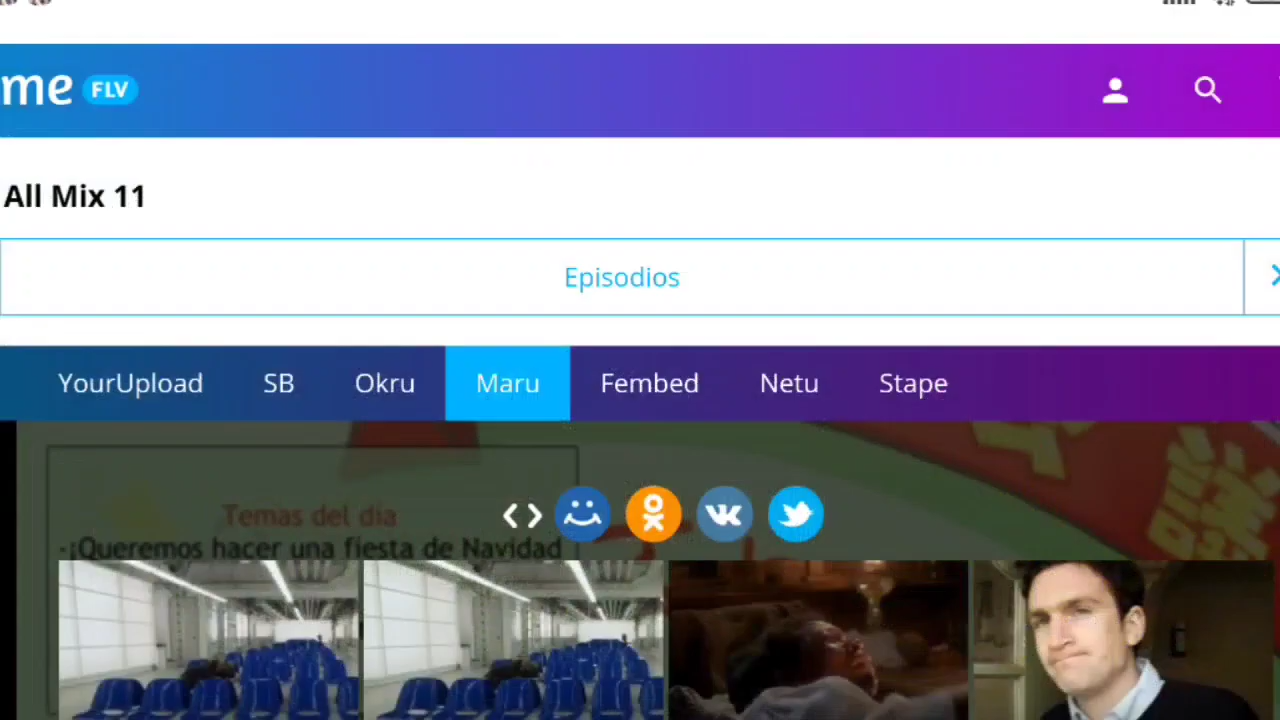 me FLV
All Mix 11
Episodios
YourUpload SB Okru Maru Fembed Netu Stape
Temas del día
·¡Queremos hacer una fiesta de Navidad